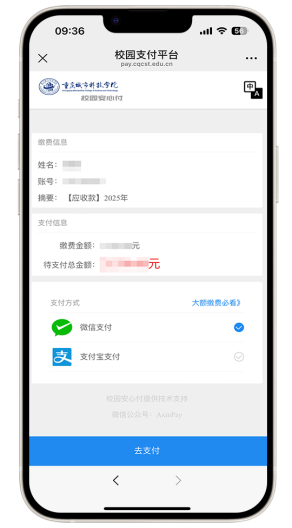 09:36
校园支付平台
pay.cqcst.edu.cn
重庆城市科技学院
校园安心付
中
A
缴费信息
姓名：
账号：
摘要： 【应收款】2025年
支付信息
缴费金额： 元
待支付总金额： 元
支付方式 大额缴费必看》
微信支付
支付宝支付
校园安心付提供技术支持
微信公众号：AxinPay
去支付